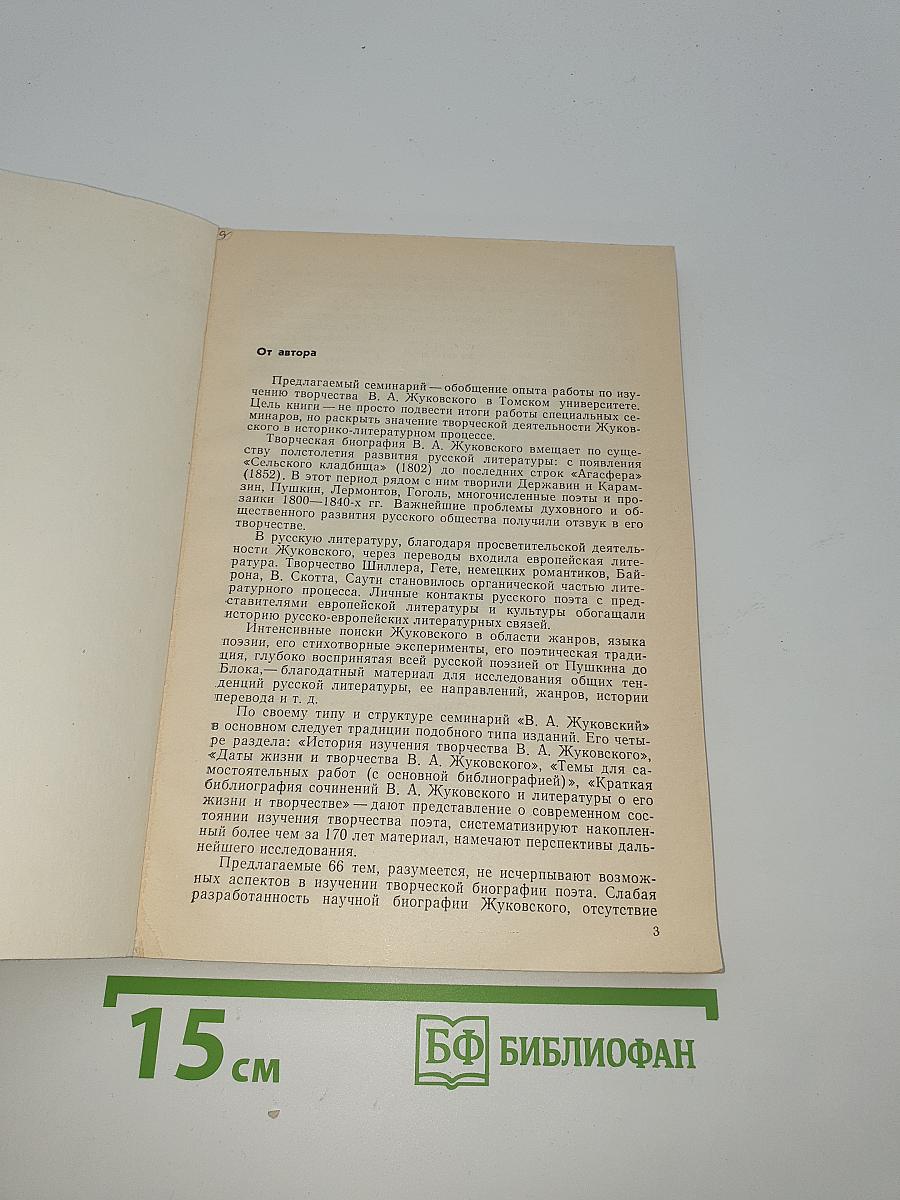 От автора
Предлагаемый семинарий — обобщение опыта работы по изу-
чению творчества В. А. Жуковского в Томском университете.
Цель книги — не просто подвести итоги работы специальных се-
минаров, но раскрыть значение творческой деятельности Жуков-
ского в историко-литературном процессе.
Творческая биография В. А. Жуковского вмещает по суще-
ству полстолетия развития русской литературы: с появления
«Сельского кладбища» (1802) до последних строк «Агасфера»
(1852). В этот период рядом с ним творили Державин и Карам-
зин, Пушкин, Лермонтов, Гоголь, многочисленные поэты и про-
заики 1800—1840-х гг. Важнейшие проблемы духовного и об-
щественного развития русского общества получили отзвук в его
творчестве.
В русскую литературу, благодаря просветительской деятель-
ности Жуковского, через переводы входила европейская лите-
ратура. Творчество Шиллера, Гете, немецких романтиков, Бай-
рона, В. Скотта, Саути становилось органической частью лите-
ратурного процесса. Личные контакты русского поэта с пред-
ставителями европейской литературы и культуры обогащали
историю русско-европейских литературных связей.
Интенсивные поиски Жуковского в области жанров, языка
поэзии, его стихотворные эксперименты, его поэтическая тради-
ция, глубоко воспринятая всей русской поэзией от Пушкина до
Блока,— благодатный материал для исследования общих тен-
денций русской литературы, ее направлений, жанров, истории
перевода и т. д.
По своему типу и структуре семинарий «В. А. Жуковский»
в основном следует традиции подобного типа изданий. Его четы-
ре раздела: «История изучения творчества В. А. Жуковского»,
«Даты жизни и творчества В. А. Жуковского», «Темы для са-
мостоятельных работ (с основной библиографией)», «Краткая
библиография сочинений В. А. Жуковского и литературы о его
жизни и творчестве» — дают представление о современном сос-
тоянии изучения творчества поэта, систематизируют накоплен-
ный более чем за 170 лет материал, намечают перспективы даль-
нейшего исследования.
Предлагаемые 66 тем, разумеется, не исчерпывают возмож-
ных аспектов в изучении творческой биографии поэта. Слабая
разработанность научной биографии Жуковского, отсутствие
3
15 см
БФ БИБЛИОФАН